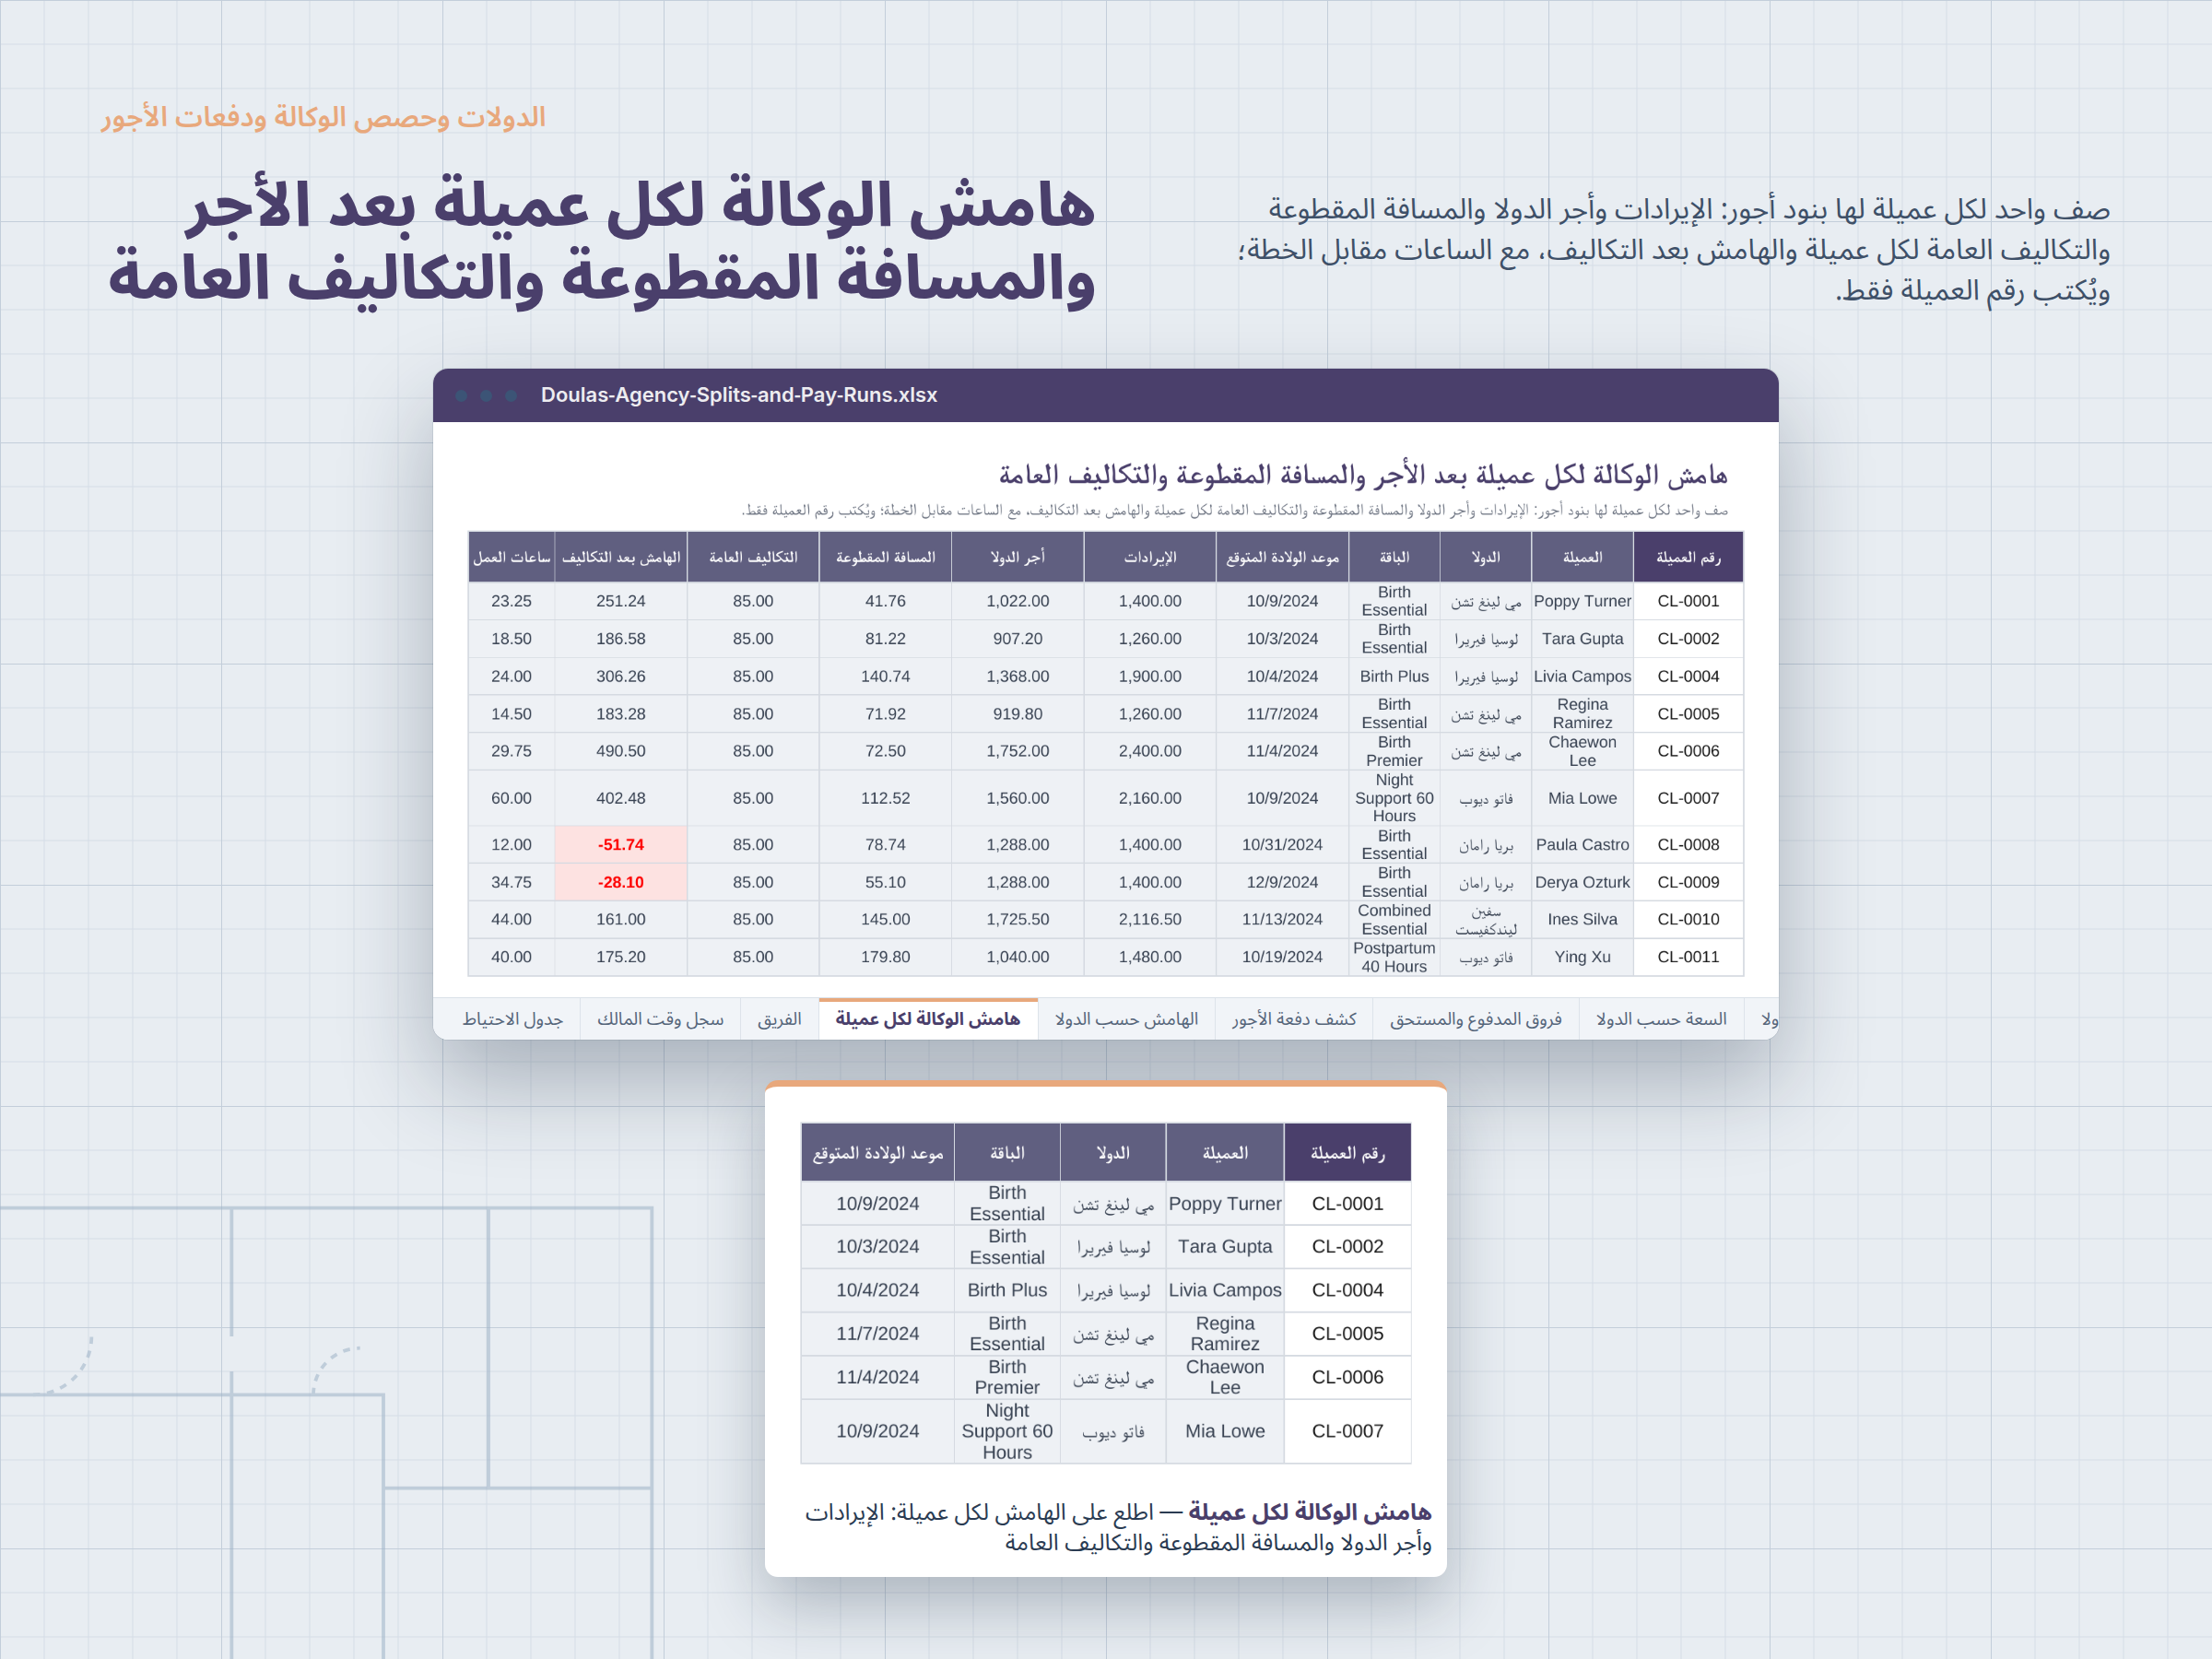 الدولات وحصص الوكالة ودفعات الأجور
هامش الوكالة لكل عميلة بعد الأجر
والمسافة المقطوعة والتكاليف العامة
صف واحد لكل عميلة لها بنود أجور: الإيرادات وأجر الدولا والمسافة المقطوعة
والتكاليف العامة لكل عميلة والهامش بعد التكاليف، مع الساعات مقابل الخطة؛
ويُكتب رقم العميلة فقط.
Doulas-Agency-Splits-and-Pay-Runs.xlsx
هامش الوكالة لكل عميلة بعد الأجر والمسافة المقطوعة والتكاليف العامة
صف واحد لكل عميلة لها بنود أجور: الإيرادات وأجر الدولا والمسافة المقطوعة والتكاليف العامة لكل عميلة والهامش بعد التكاليف، مع الساعات مقابل الخطة؛ ويُكتب رقم العميلة فقط.
رقم العميلة العميلة الدولا الباقة موعد الولادة المتوقع الإيرادات أجر الدولا المسافة المقطوعة التكاليف العامة الهامش بعد التكاليف ساعات العمل
CL-0001 Poppy Turner مي لينغ تشن Birth Essential 10/9/2024 1,400.00 1,022.00 41.76 85.00 251.24 23.25
CL-0002 Tara Gupta لوسيا فيريرا Birth Essential 10/3/2024 1,260.00 907.20 81.22 85.00 186.58 18.50
CL-0004 Livia Campos لوسيا فيريرا Birth Plus 10/4/2024 1,900.00 1,368.00 140.74 85.00 306.26 24.00
CL-0005 Regina Ramirez مي لينغ تشن Birth Essential 11/7/2024 1,260.00 919.80 71.92 85.00 183.28 14.50
CL-0006 Chaewon Lee مي لينغ تشن Birth Premier 11/4/2024 2,400.00 1,752.00 72.50 85.00 490.50 29.75
CL-0007 Mia Lowe فاتو ديوب Night Support 60 Hours 10/9/2024 2,160.00 1,560.00 112.52 85.00 402.48 60.00
CL-0008 Paula Castro بريا رامان Birth Essential 10/31/2024 1,400.00 1,288.00 78.74 85.00 -51.74 12.00
CL-0009 Derya Ozturk بريا رامان Birth Essential 12/9/2024 1,400.00 1,288.00 55.10 85.00 -28.10 34.75
CL-0010 Ines Silva سفين ليندكفيست Combined Essential 11/13/2024 2,116.50 1,725.50 145.00 85.00 161.00 44.00
CL-0011 Ying Xu فاتو ديوب Postpartum 40 Hours 10/19/2024 1,480.00 1,040.00 179.80 85.00 175.20 40.00
ولا السعة حسب الدولا فروق المدفوع والمستحق كشف دفعة الأجور الهامش حسب الدولا هامش الوكالة لكل عميلة الفريق سجل وقت المالك جدول الاحتياط
رقم العميلة العميلة الدولا الباقة موعد الولادة المتوقع
CL-0001 Poppy Turner مي لينغ تشن Birth Essential 10/9/2024
CL-0002 Tara Gupta لوسيا فيريرا Birth Essential 10/3/2024
CL-0004 Livia Campos لوسيا فيريرا Birth Plus 10/4/2024
CL-0005 Regina Ramirez مي لينغ تشن Birth Essential 11/7/2024
CL-0006 Chaewon Lee مي لينغ تشن Birth Premier 11/4/2024
CL-0007 Mia Lowe فاتو ديوب Night Support 60 Hours 10/9/2024
هامش الوكالة لكل عميلة — اطلع على الهامش لكل عميلة: الإيرادات
وأجر الدولا والمسافة المقطوعة والتكاليف العامة